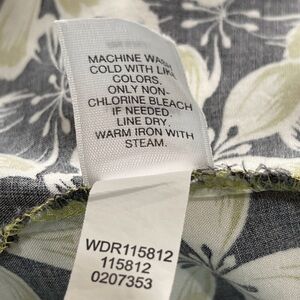 MACHINE WASH
COLD WITH LIKE
COLORS.
ONLY NON-
CHLORINE BLEACH
IF NEEDED.
LINE DRY.
WARM IRON WITH
STEAM.
WDR115812
115812
0207353